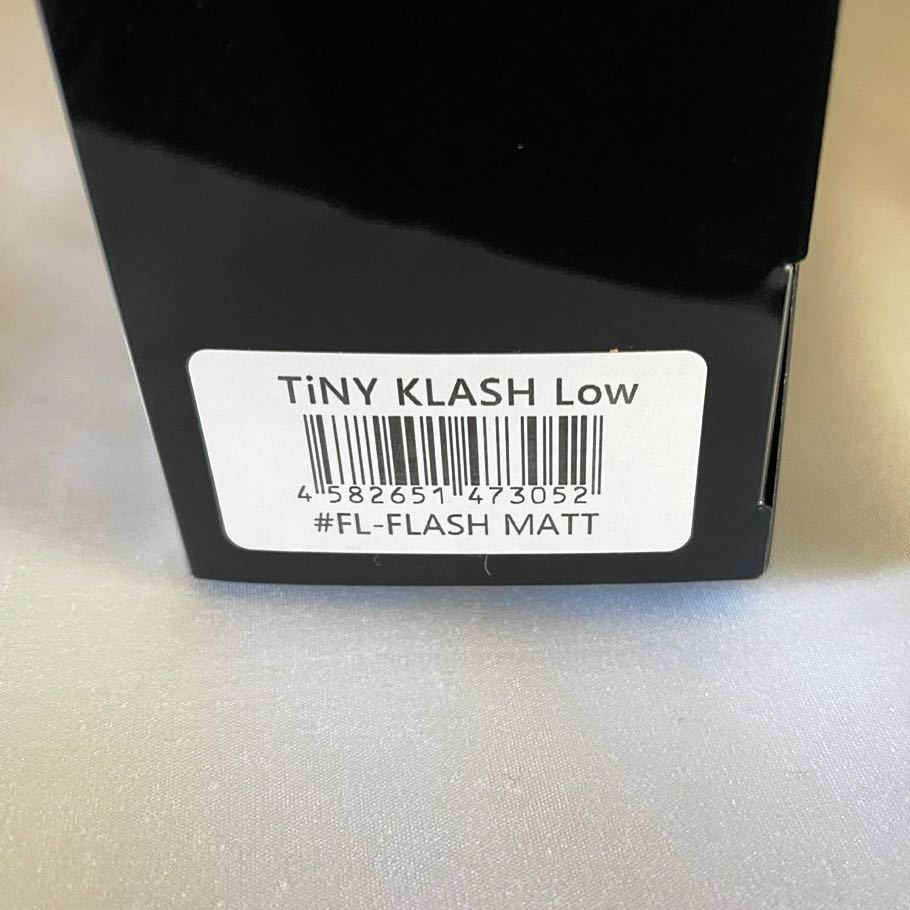 TiNY KLASH Low
4 582651 473052
#FL-FLASH MATT